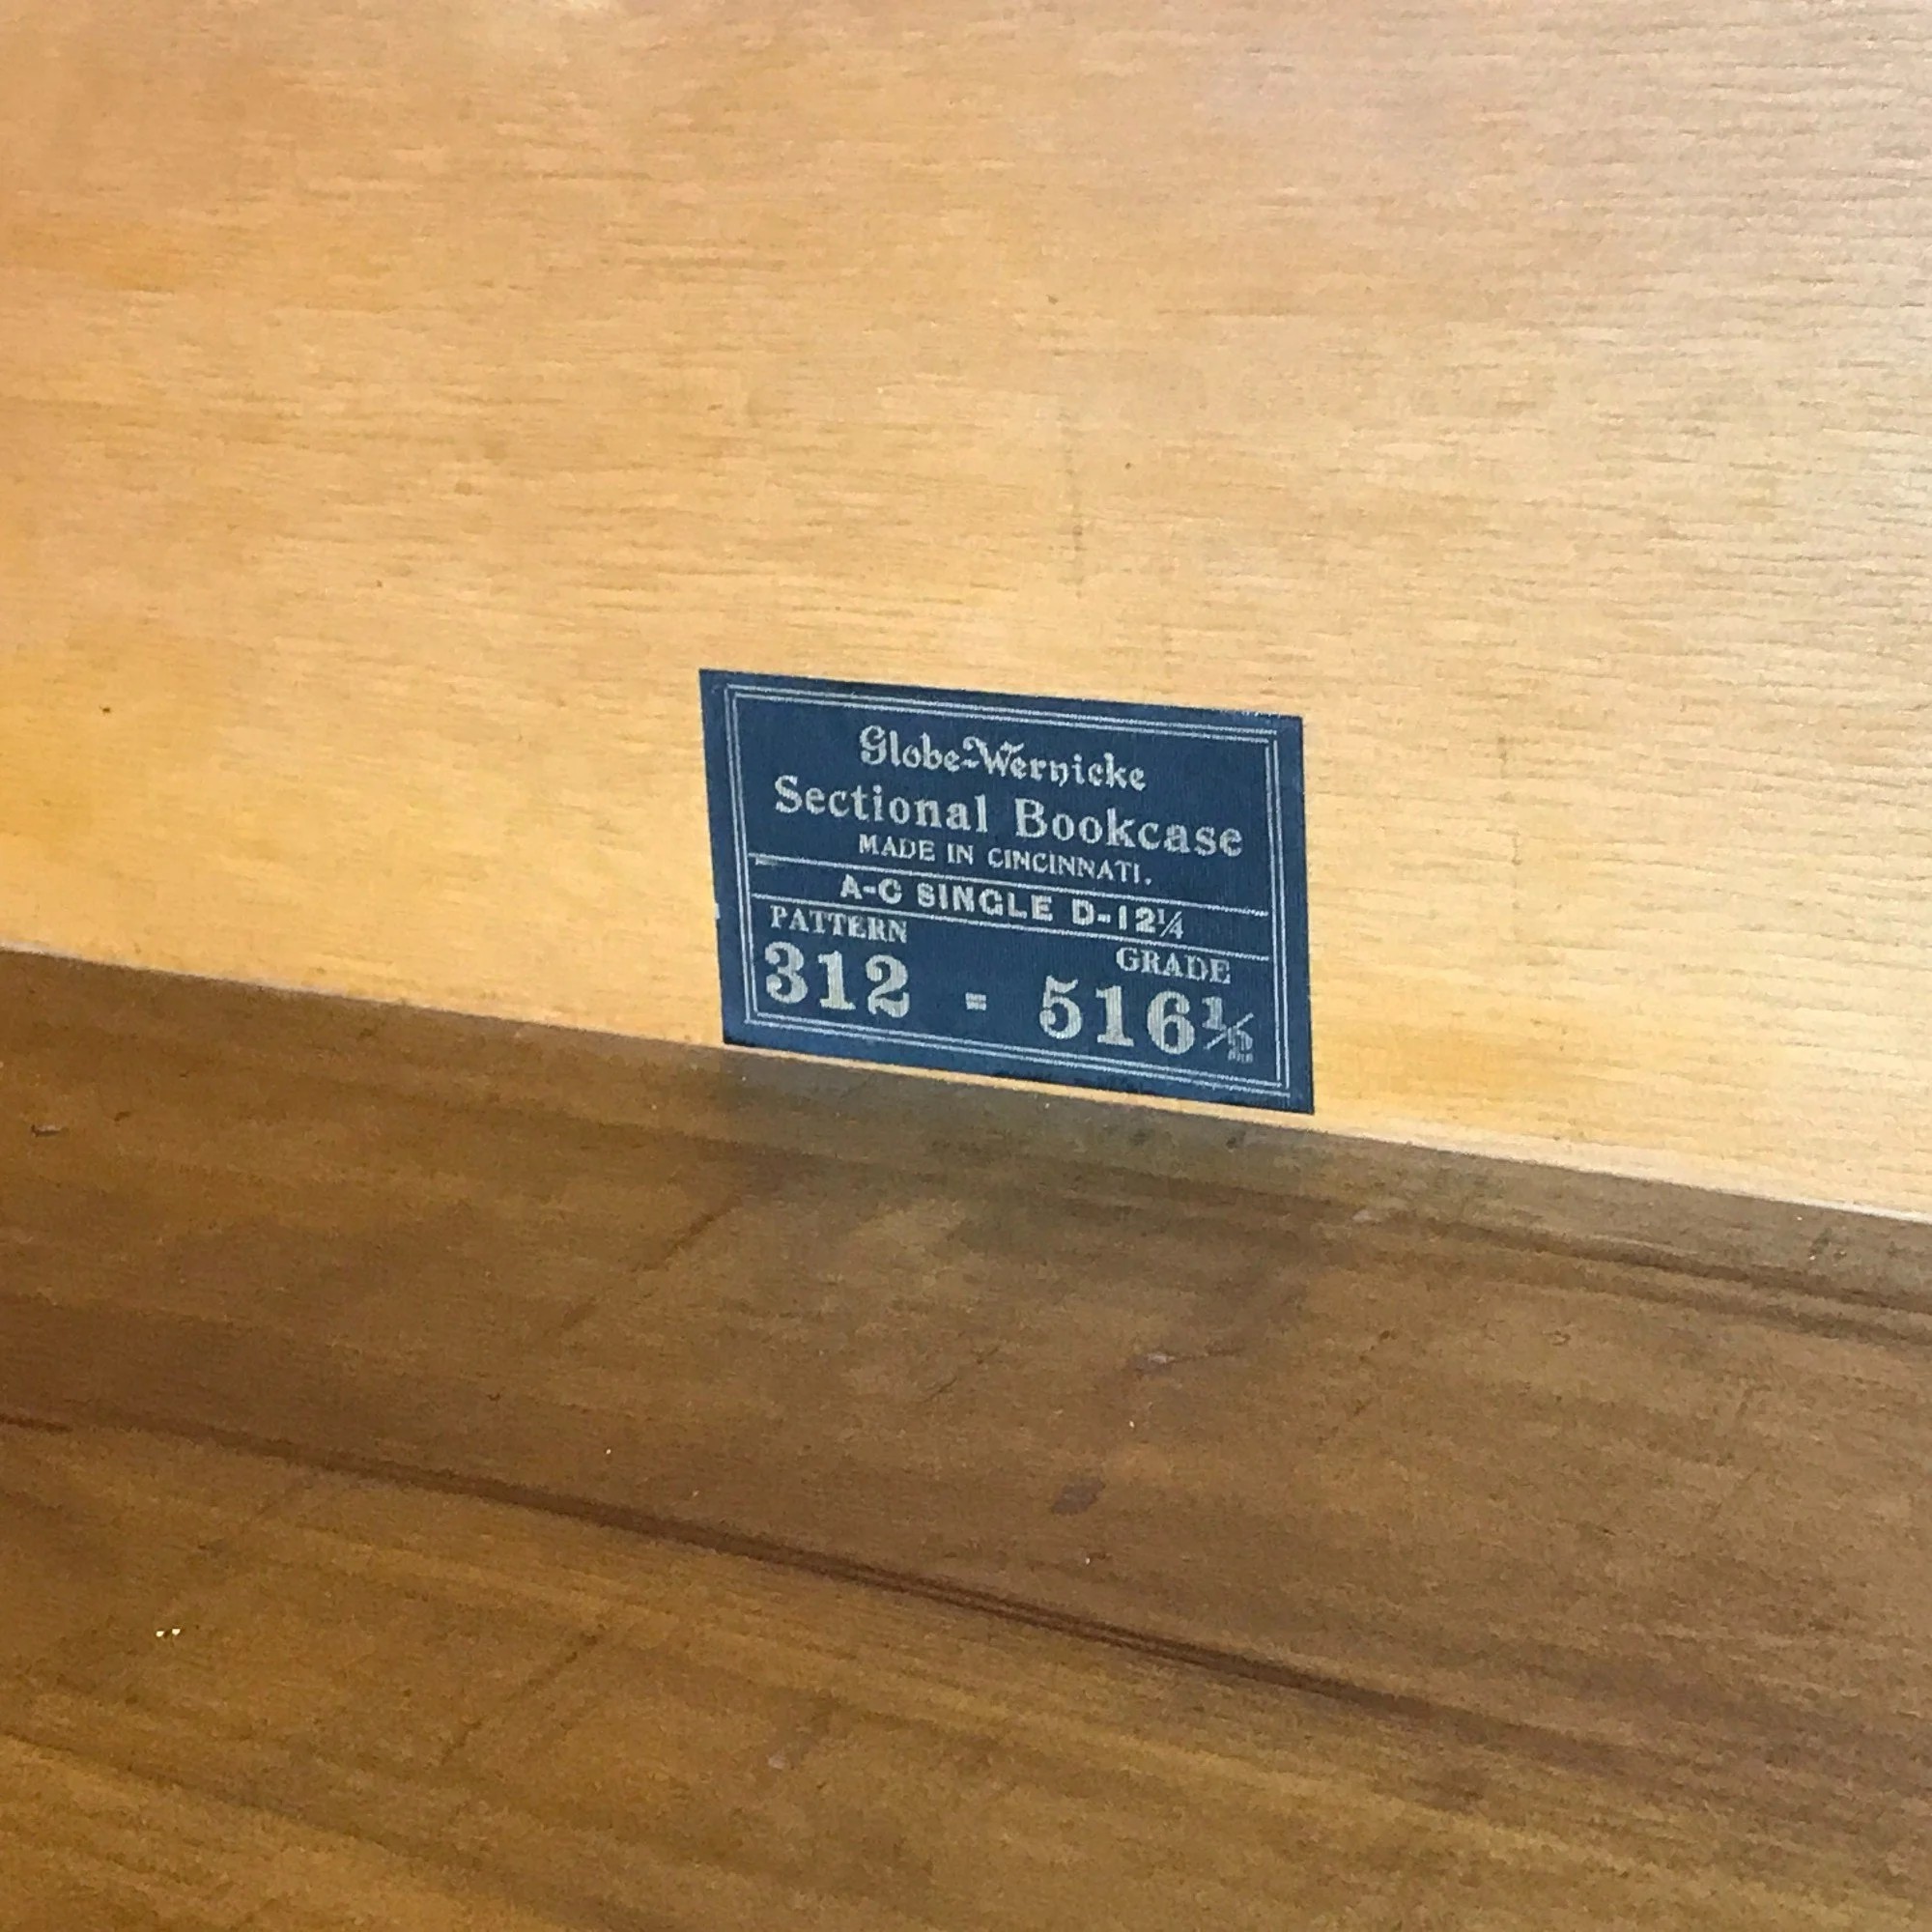 Globe-Wernicke
Sectional Bookcase
MADE IN CINCINNATI.
A-C SINGLE D-12¼
PATTERN
GRADE
312 - 516½